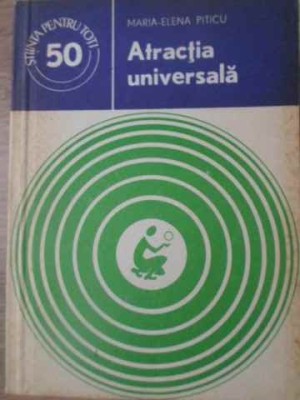 ȘTIINȚA PENTRU TOȚI
50
MARIA-ELENA PITICU
Atracția
universală